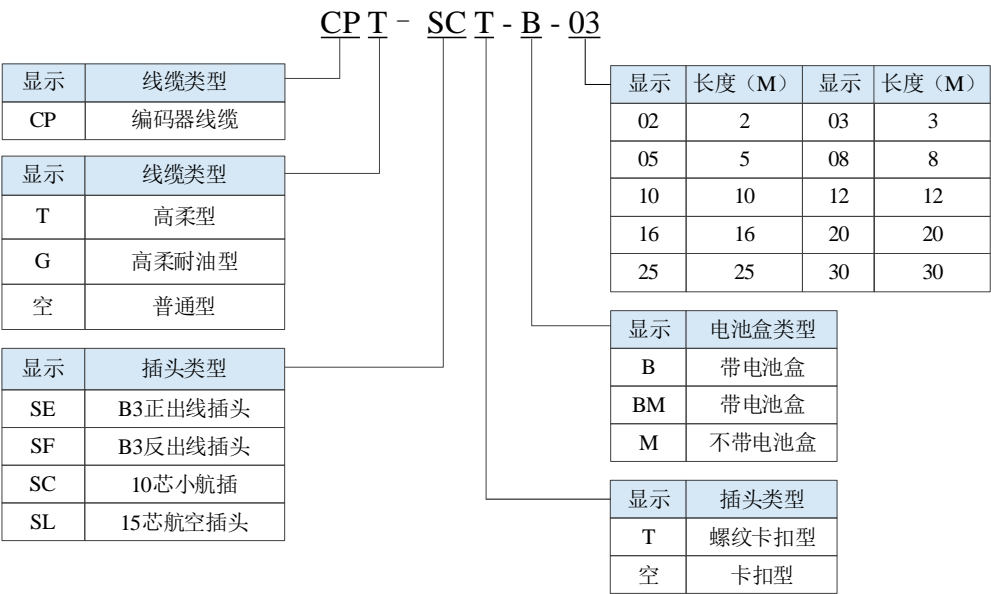 CP T - SC T - B - 03
显示 线缆类型
CP 编码器线缆
显示 线缆类型
T 高柔型
G 高柔耐油型
空 普通型
显示 插头类型
SE B3正出线插头
SF B3反出线插头
SC 10芯小航插
SL 15芯航空插头
显示 长度（M） 显示 长度（M）
02 2 03 3
05 5 08 8
10 10 12 12
16 16 20 20
25 25 30 30
显示 电池盒类型
B 带电池盒
BM 带电池盒
M 不带电池盒
显示 插头类型
T 螺纹卡扣型
空 卡扣型